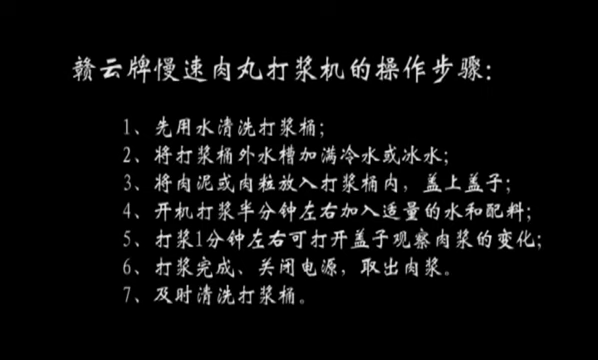 赣云牌慢速肉丸打浆机的操作步骤：
1、先用水清洗打浆桶；
2、将打浆桶外水槽加满冷水或冰水；
3、将肉泥或肉粒放入打浆桶内，盖上盖子；
4、开机打浆半分钟左右加入适量的水和配料；
5、打浆1分钟左右可打开盖子观察肉浆的变化；
6、打浆完成、关闭电源，取出肉浆。
7、及时清洗打浆桶。